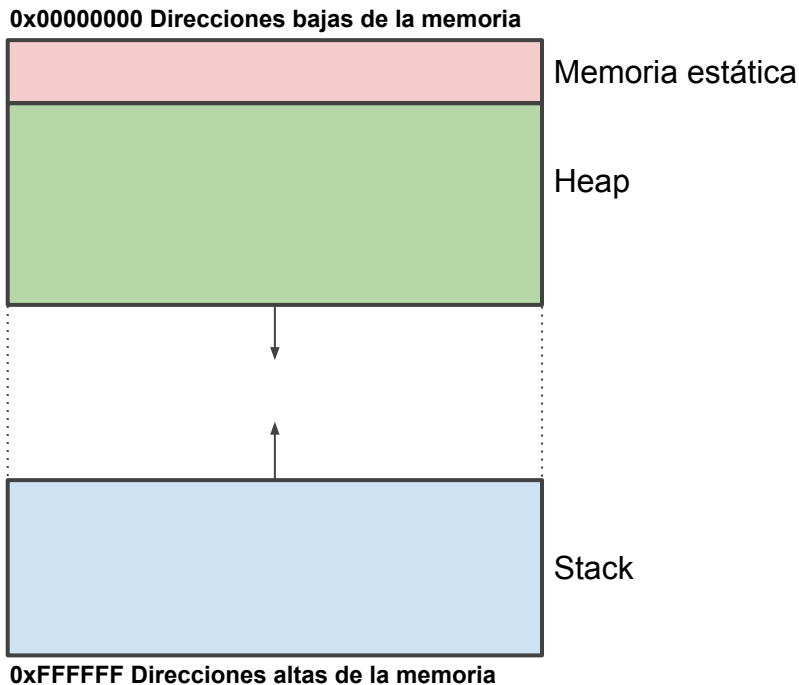 0x00000000 Direcciones bajas de la memoria
Memoria estática
Heap
Stack
0xFFFFFF Direcciones altas de la memoria